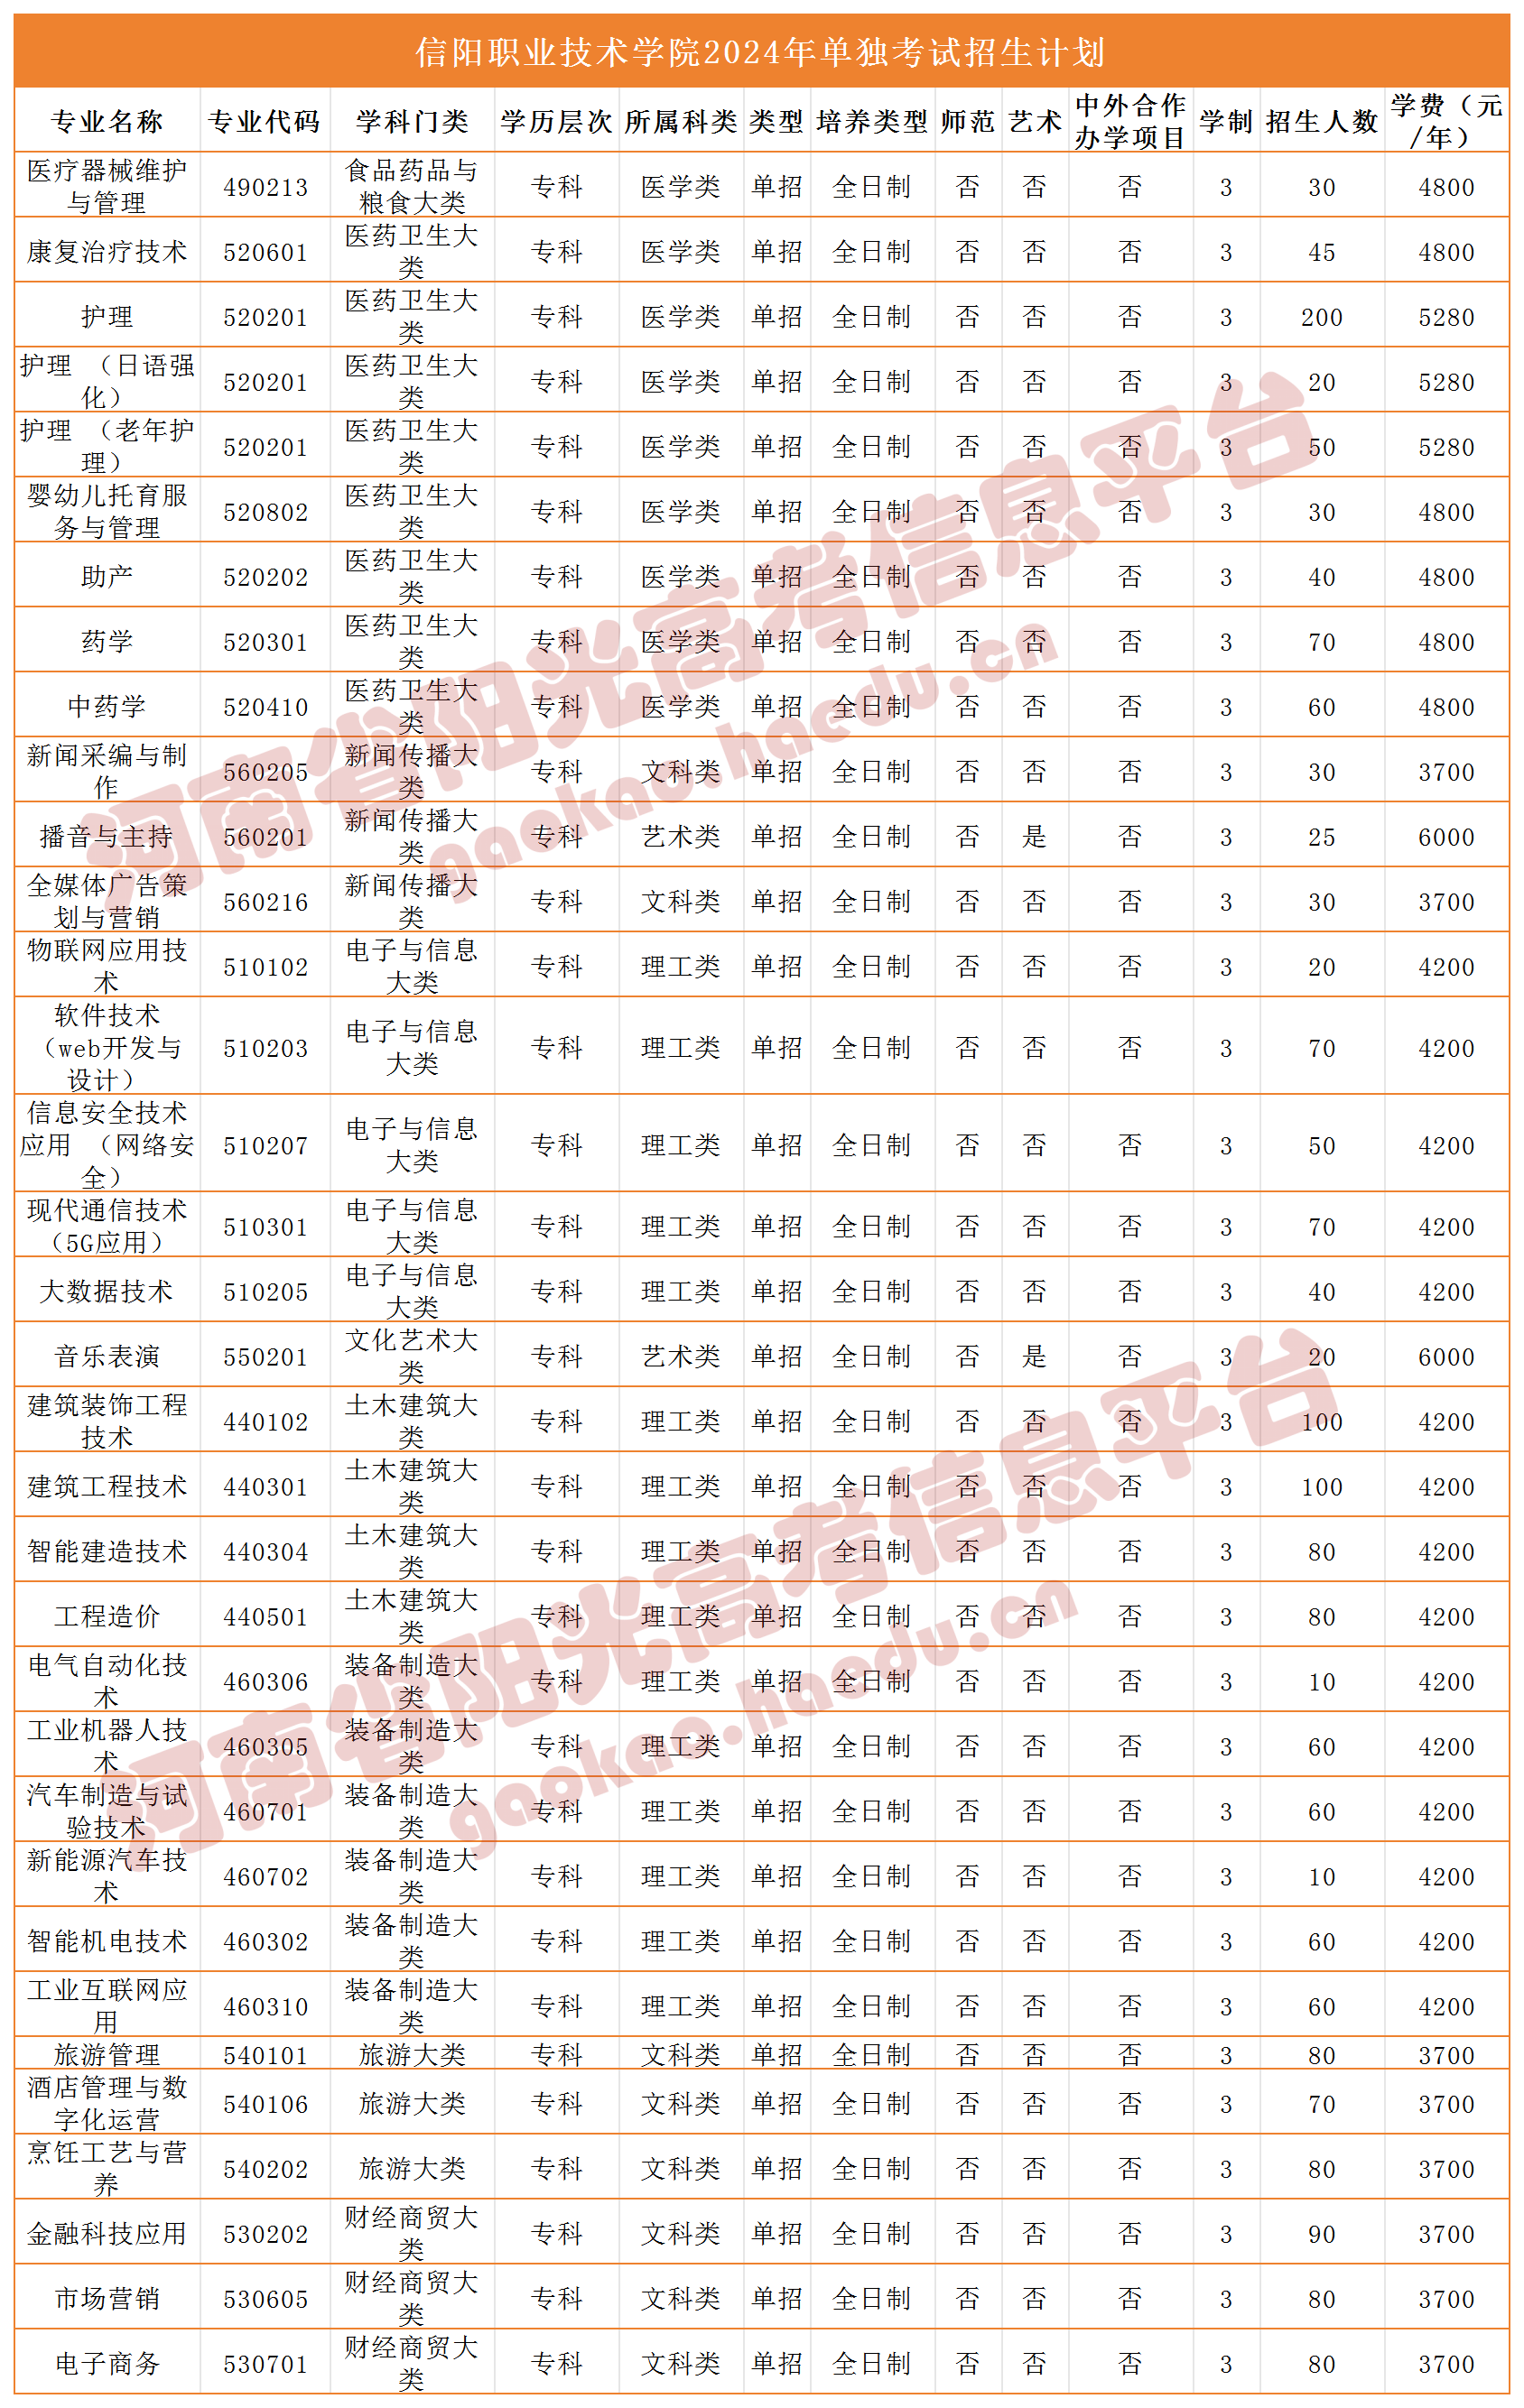 信阳职业技术学院2024年单独考试招生计划
专业名称 专业代码 学科门类 学历层次 所属科类 类型 培养类型 师范 艺术 中外合作办学项目 学制 招生人数 学费（元/年）
医疗器械维护与管理 490213 食品药品与粮食大类 专科 医学类 单招 全日制 否 否 否 3 30 4800
康复治疗技术 520601 医药卫生大类 专科 医学类 单招 全日制 否 否 否 3 45 4800
护理 520201 医药卫生大类 专科 医学类 单招 全日制 否 否 否 3 200 5280
护理 （日语强化） 520201 医药卫生大类 专科 医学类 单招 全日制 否 否 否 3 20 5280
护理 （老年护理） 520201 医药卫生大类 专科 医学类 单招 全日制 否 否 否 3 50 5280
婴幼儿托育服务与管理 520802 医药卫生大类 专科 医学类 单招 全日制 否 否 否 3 30 4800
助产 520202 医药卫生大类 专科 医学类 单招 全日制 否 否 否 3 40 4800
药学 520301 医药卫生大类 专科 医学类 单招 全日制 否 否 否 3 70 4800
中药学 520410 医药卫生大类 专科 医学类 单招 全日制 否 否 否 3 60 4800
新闻采编与制作 560205 新闻传播大类 专科 文科类 单招 全日制 否 否 否 3 30 3700
播音与主持 560201 新闻传播大类 专科 艺术类 单招 全日制 否 是 否 3 25 6000
全媒体广告策划与营销 560216 新闻传播大类 专科 文科类 单招 全日制 否 否 否 3 30 3700
物联网应用技术 510102 电子与信息大类 专科 理工类 单招 全日制 否 否 否 3 20 4200
软件技术（web开发与设计） 510203 电子与信息大类 专科 理工类 单招 全日制 否 否 否 3 70 4200
信息安全技术应用 （网络安全） 510207 电子与信息大类 专科 理工类 单招 全日制 否 否 否 3 50 4200
现代通信技术（5G应用） 510301 电子与信息大类 专科 理工类 单招 全日制 否 否 否 3 70 4200
大数据技术 510205 电子与信息大类 专科 理工类 单招 全日制 否 否 否 3 40 4200
音乐表演 550201 文化艺术大类 专科 艺术类 单招 全日制 否 是 否 3 20 6000
建筑装饰工程技术 440102 土木建筑大类 专科 理工类 单招 全日制 否 否 否 3 100 4200
建筑工程技术 440301 土木建筑大类 专科 理工类 单招 全日制 否 否 否 3 100 4200
智能建造技术 440304 土木建筑大类 专科 理工类 单招 全日制 否 否 否 3 80 4200
工程造价 440501 土木建筑大类 专科 理工类 单招 全日制 否 否 否 3 80 4200
电气自动化技术 460306 装备制造大类 专科 理工类 单招 全日制 否 否 否 3 10 4200
工业机器人技术 460305 装备制造大类 专科 理工类 单招 全日制 否 否 否 3 60 4200
汽车制造与试验技术 460701 装备制造大类 专科 理工类 单招 全日制 否 否 否 3 60 4200
新能源汽车技术 460702 装备制造大类 专科 理工类 单招 全日制 否 否 否 3 10 4200
智能机电技术 460302 装备制造大类 专科 理工类 单招 全日制 否 否 否 3 60 4200
工业互联网应用 460310 装备制造大类 专科 理工类 单招 全日制 否 否 否 3 60 4200
旅游管理 540101 旅游大类 专科 文科类 单招 全日制 否 否 否 3 80 3700
酒店管理与数字化运营 540106 旅游大类 专科 文科类 单招 全日制 否 否 否 3 70 3700
烹饪工艺与营养 540202 旅游大类 专科 文科类 单招 全日制 否 否 否 3 80 3700
金融科技应用 530202 财经商贸大类 专科 文科类 单招 全日制 否 否 否 3 90 3700
市场营销 530605 财经商贸大类 专科 文科类 单招 全日制 否 否 否 3 80 3700
电子商务 530701 财经商贸大类 专科 文科类 单招 全日制 否 否 否 3 80 3700
河南省阳光高考信息平台
gaokao.haedu.cn
河南省阳光高考信息平台
gaokao.haedu.cn